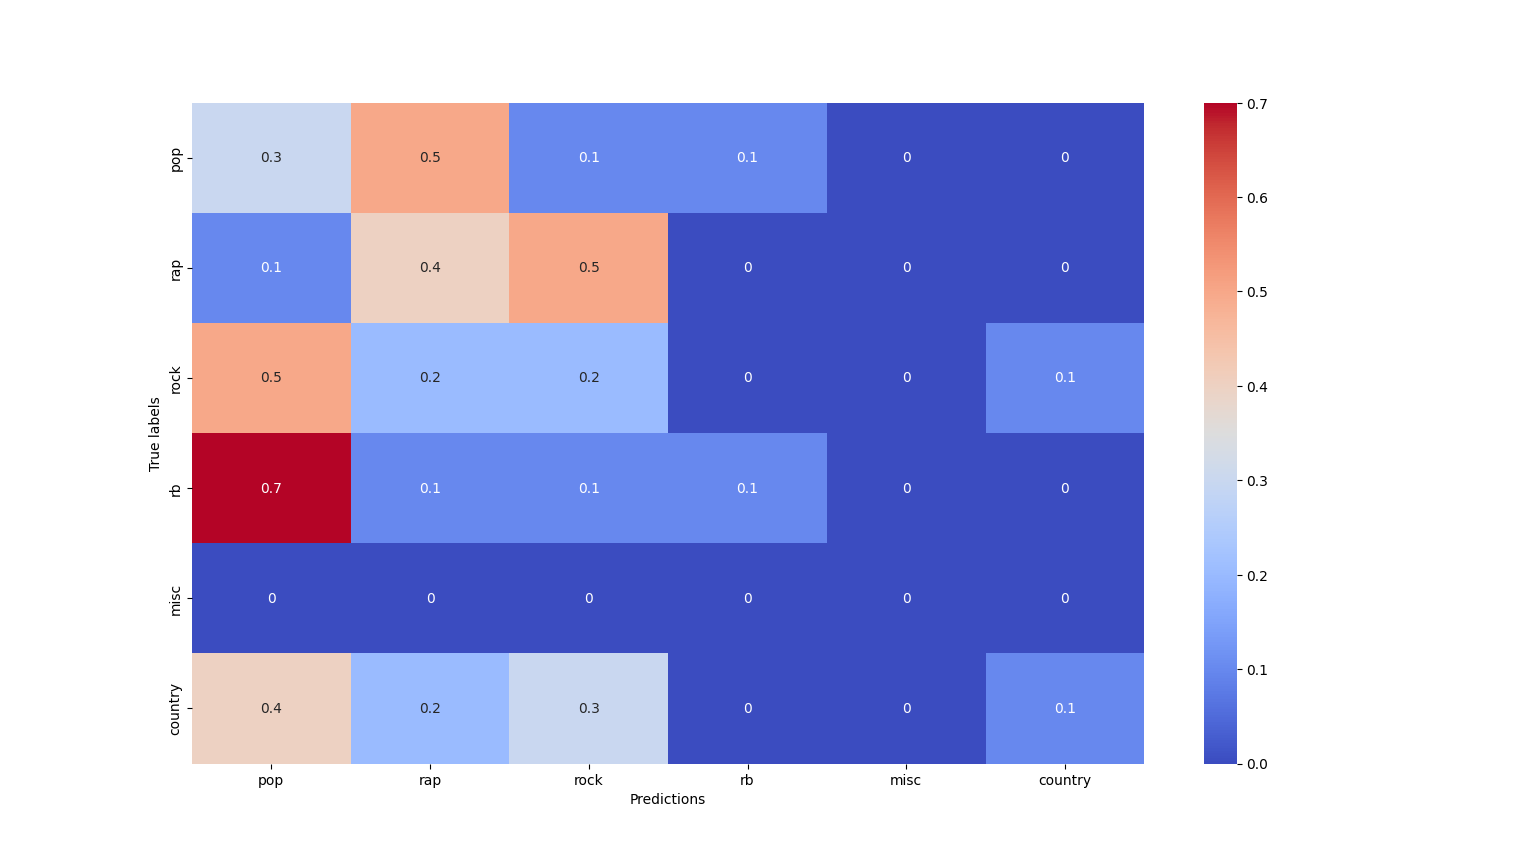 True labels
pop 0.3 0.5 0.1 0.1 0 0
rap 0.1 0.4 0.5 0 0 0
rock 0.5 0.2 0.2 0 0 0.1
rb 0.7 0.1 0.1 0.1 0 0
misc 0 0 0 0 0 0
country 0.4 0.2 0.3 0 0 0.1
pop rap rock rb misc country
Predictions
0.7
0.6
0.5
0.4
0.3
0.2
0.1
0.0